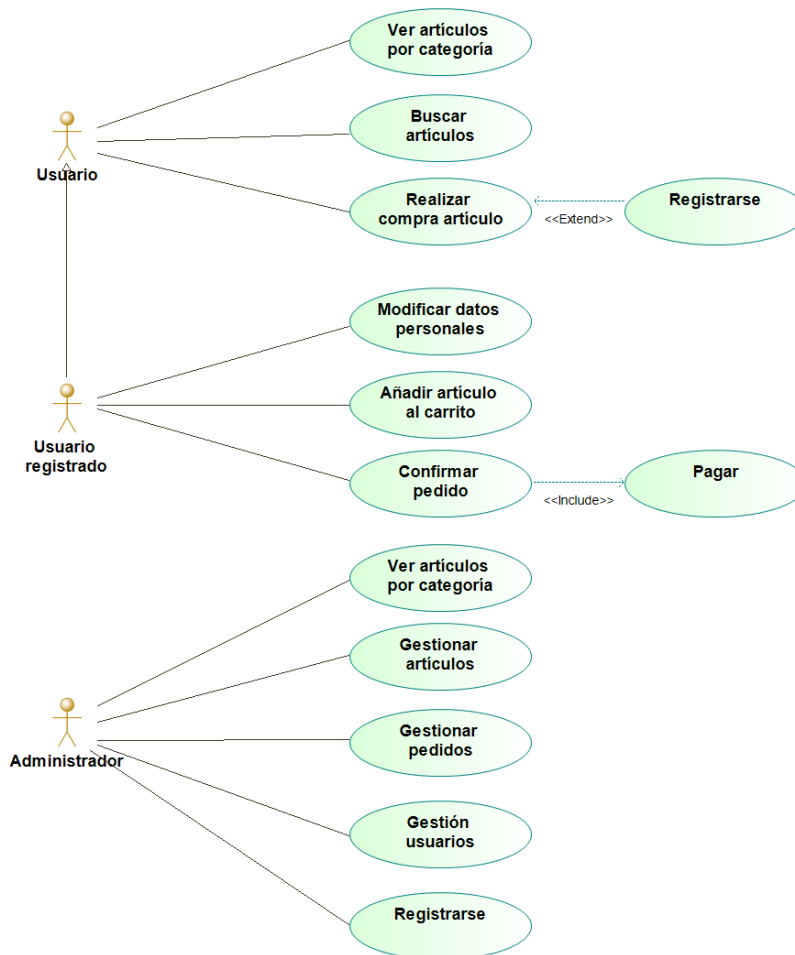 Ver artículos
por categoría
Buscar
artículos
Usuario
Realizar
compra artículo
<<Extend>>
Registrarse
Modificar datos
personales
Añadir artículo
al carrito
Usuario
registrado
Confirmar
pedido
<<Include>>
Pagar
Ver artículos
por categoría
Gestionar
artículos
Gestionar
pedidos
Administrador
Gestión
usuarios
Registrarse